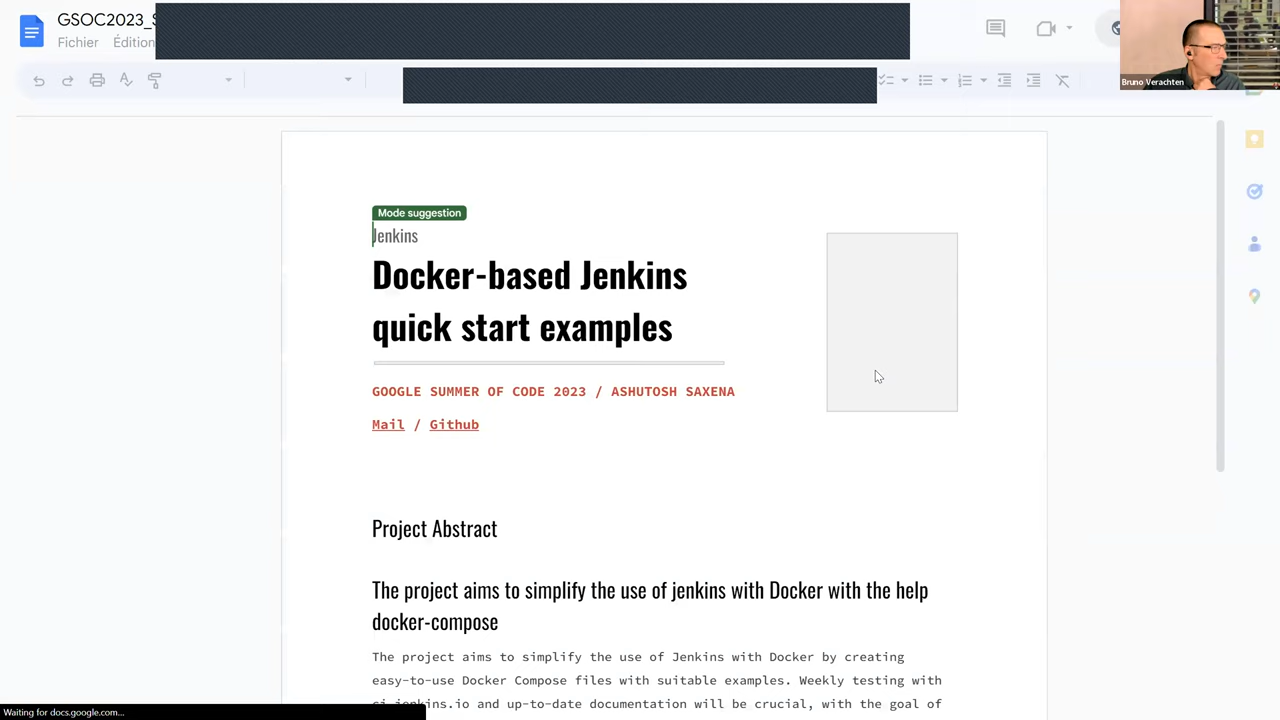 GSOC2023_S
Fichier Édition
Bruno Verachten
Mode suggestion
Jenkins
Docker-based Jenkins
quick start examples
GOOGLE SUMMER OF CODE 2023 / ASHUTOSH SAXENA
Mail / Github
Project Abstract
The project aims to simplify the use of jenkins with Docker with the help
docker-compose
The project aims to simplify the use of Jenkins with Docker by creating
easy-to-use Docker Compose files with suitable examples. Weekly testing with
ci.jenkins.io and up-to-date documentation will be crucial, with the goal of
Waiting for docs.google.com...